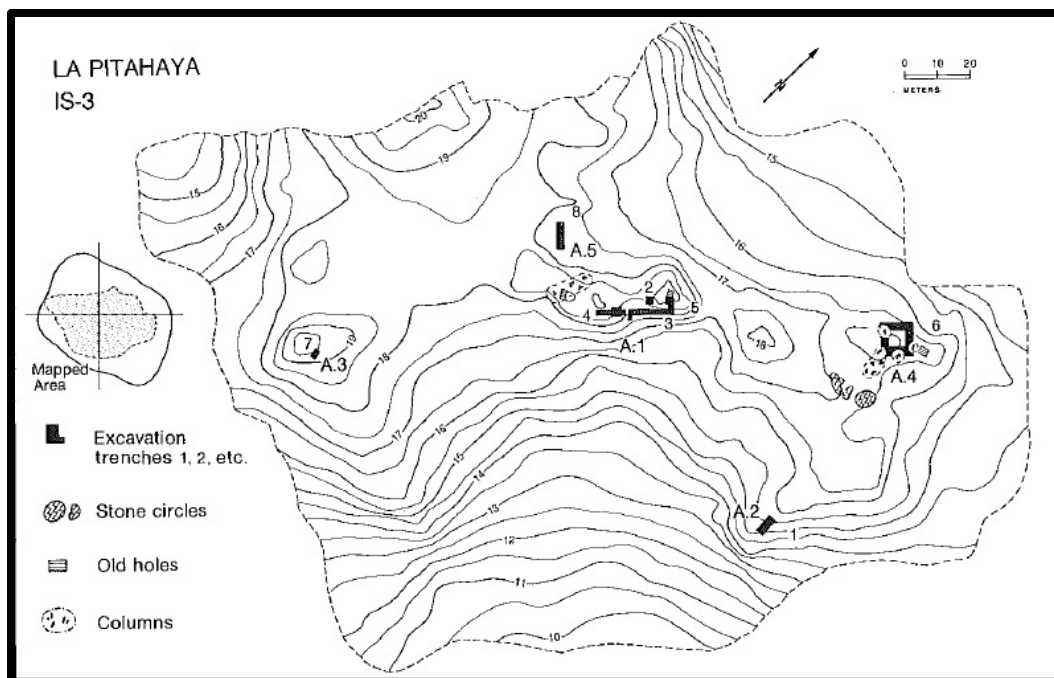 LA PITAHAYA
IS-3
N
0 10 20
METERS
20
19
15
15
16
17
16
17
8
A.5
2
4
3
5
A.1
18
6
A.4
7
A.3
19
18
Mapped
Area
17
16
15
14
13
12
11
10
A.2
1
Excavation
trenches 1, 2, etc.
Stone circles
Old holes
Columns